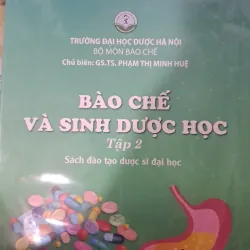 TRƯỜNG ĐẠI HỌC DƯỢC HÀ NỘI
BỘ MÔN BÀO CHẾ
Chủ biên: GS.TS. PHẠM THỊ MINH HUỆ
BÀO CHẾ
VÀ SINH DƯỢC HỌC
Tập 2
Sách đào tạo dược sĩ đại học